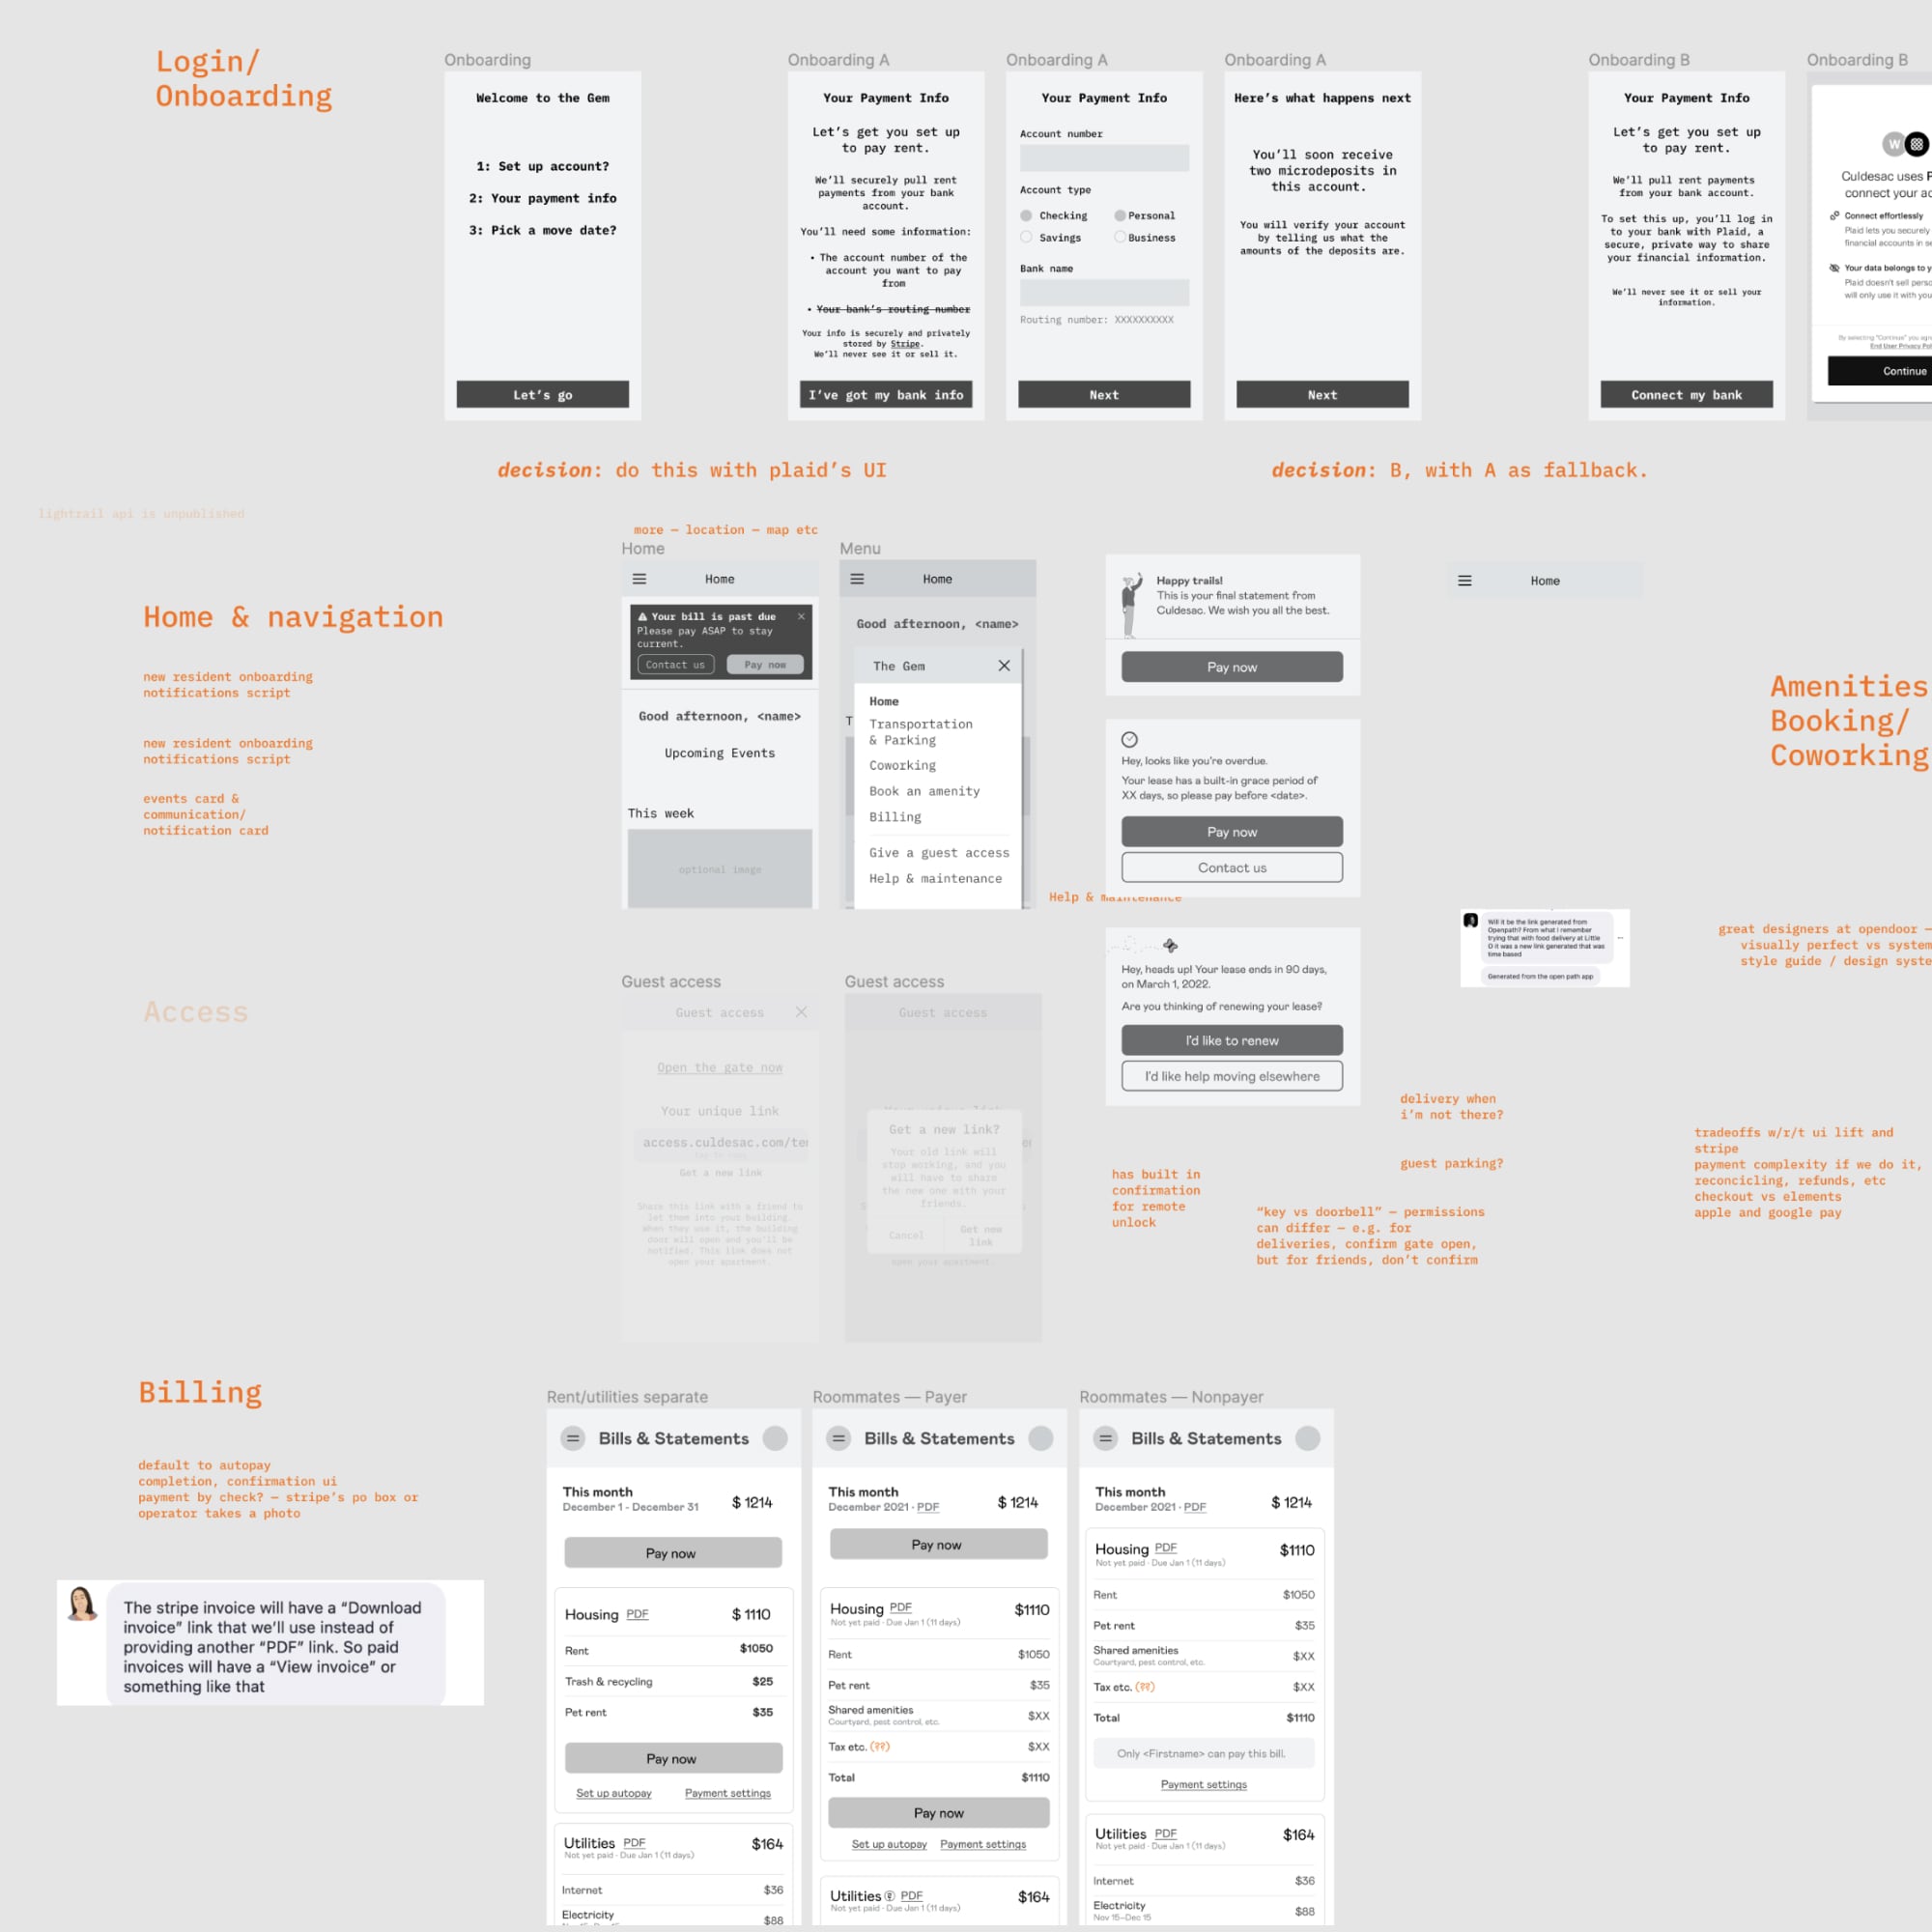 Login/
Onboarding
Onboarding
Welcome to the Gem
1: Set up account?
2: Your payment info
3: Pick a move date?
Let's go
Onboarding A
Your Payment Info
Let's get you set up
to pay rent.
We'll securely pull rent
payments from your bank
account.
You'll need some information:
• The account number of the
account you want to pay
from
• Your bank's routing number
Your info is securely and privately
stored by Stripe.
We'll never see it or sell it.
I've got my bank info
Onboarding A
Your Payment Info
Account number
Account type
Checking
Personal
Savings
Business
Bank name
Routing number: XXXXXXXXXX
Next
Onboarding A
Here's what happens next
You'll soon receive
two microdeposits in
this account.
You will verify your account
by telling us what the
amounts of the deposits are.
Next
Onboarding B
Your Payment Info
Let's get you set up
to pay rent.
We'll pull rent payments
from your bank account.
To set this up, you'll log in
to your bank with Plaid, a
secure, private way to share
your financial information.
We'll never see it or sell your
information.
Connect my bank
Onboarding B
W
Culdesac uses P
connect your ac
Connect effortlessly
Plaid lets you securely
financial accounts in se
Your data belongs to y
Plaid doesn't sell perso
will only use it with you
By selecting "Continue" you agre
End User Privacy Pol
Continue
decision: do this with plaid's UI
decision: B, with A as fallback.
lightrail api is unpublished
Home & navigation
new resident onboarding
notifications script
new resident onboarding
notifications script
events card &
communication/
notification card
more — location — map etc
Home
Home
Your bill is past due
Please pay ASAP to stay
current.
Contact us
Pay now
Good afternoon, <name>
Upcoming Events
This week
optional image
Menu
Home
Good afternoon, <name>
The Gem
T
Home
Transportation
& Parking
Coworking
Book an amenity
Billing
Give a guest access
Help & maintenance
Help & maintenance
Happy trails!
This is your final statement from
Culdesac. We wish you all the best.
Pay now
Hey, looks like you're overdue.
Your lease has a built-in grace period of
XX days, so please pay before <date>.
Pay now
Contact us
Hey, heads up! Your lease ends in 90 days,
on March 1, 2022.
Are you thinking of renewing your lease?
I'd like to renew
I'd like help moving elsewhere
Home
Amenities
Booking/
Coworking
Will it be the link generated from
Openpath? From what I remember
trying that with food delivery at Little
O it was a new link generated that was
time based
Generated from the open path app
great designers at opendoor —
visually perfect vs system
style guide / design syste
Access
Guest access
Guest access
Open the gate now
Your unique link
access.culdesac.com/te
Get a new link
Share this link with a friend to
let them into your building.
When they use it, the building
door will open and you'll be
notified. This link does not
open your apartment.
Guest access
Guest access
Get a new link?
Your old link will
stop working, and you
will have to share
the new one with your
friends.
Cancel
Get new
link
open your apartment.
has built in
confirmation
for remote
unlock
"key vs doorbell" — permissions
can differ — e.g. for
deliveries, confirm gate open,
but for friends, don't confirm
delivery when
i'm not there?
guest parking?
tradeoffs w/r/t ui lift and
stripe
payment complexity if we do it,
reconcicling, refunds, etc
checkout vs elements
apple and google pay
Billing
default to autopay
completion, confirmation ui
payment by check? — stripe's po box or
operator takes a photo
The stripe invoice will have a "Download
invoice" link that we'll use instead of
providing another "PDF" link. So paid
invoices will have a "View invoice" or
something like that
Rent/utilities separate
Bills & Statements
This month
December 1 - December 31
$ 1214
Pay now
Housing PDF
$ 1110
Rent
$1050
Trash & recycling
$25
Pet rent
$35
Pay now
Set up autopay
Payment settings
Utilities PDF
$164
Not yet paid · Due Jan 1 (11 days)
Internet
$36
Electricity
$88
Roommates — Payer
Bills & Statements
This month
December 2021 · PDF
$ 1214
Pay now
Housing PDF
$1110
Not yet paid · Due Jan 1 (11 days)
Rent
$1050
Pet rent
$35
Shared amenities
Courtyard, pest control, etc.
$XX
Tax etc. (??)
$XX
Total
$1110
Pay now
Set up autopay
Payment settings
Utilities PDF
$164
Not yet paid · Due Jan 1 (11 days)
Roommates — Nonpayer
Bills & Statements
This month
December 2021 · PDF
$ 1214
Housing PDF
$1110
Not yet paid · Due Jan 1 (11 days)
Rent
$1050
Pet rent
$35
Shared amenities
Courtyard, pest control, etc.
$XX
Tax etc. (??)
$XX
Total
$1110
Only <Firstname> can pay this bill.
Payment settings
Utilities PDF
$164
Not yet paid · Due Jan 1 (11 days)
Internet
$36
Electricity
Nov 15–Dec 15
$88